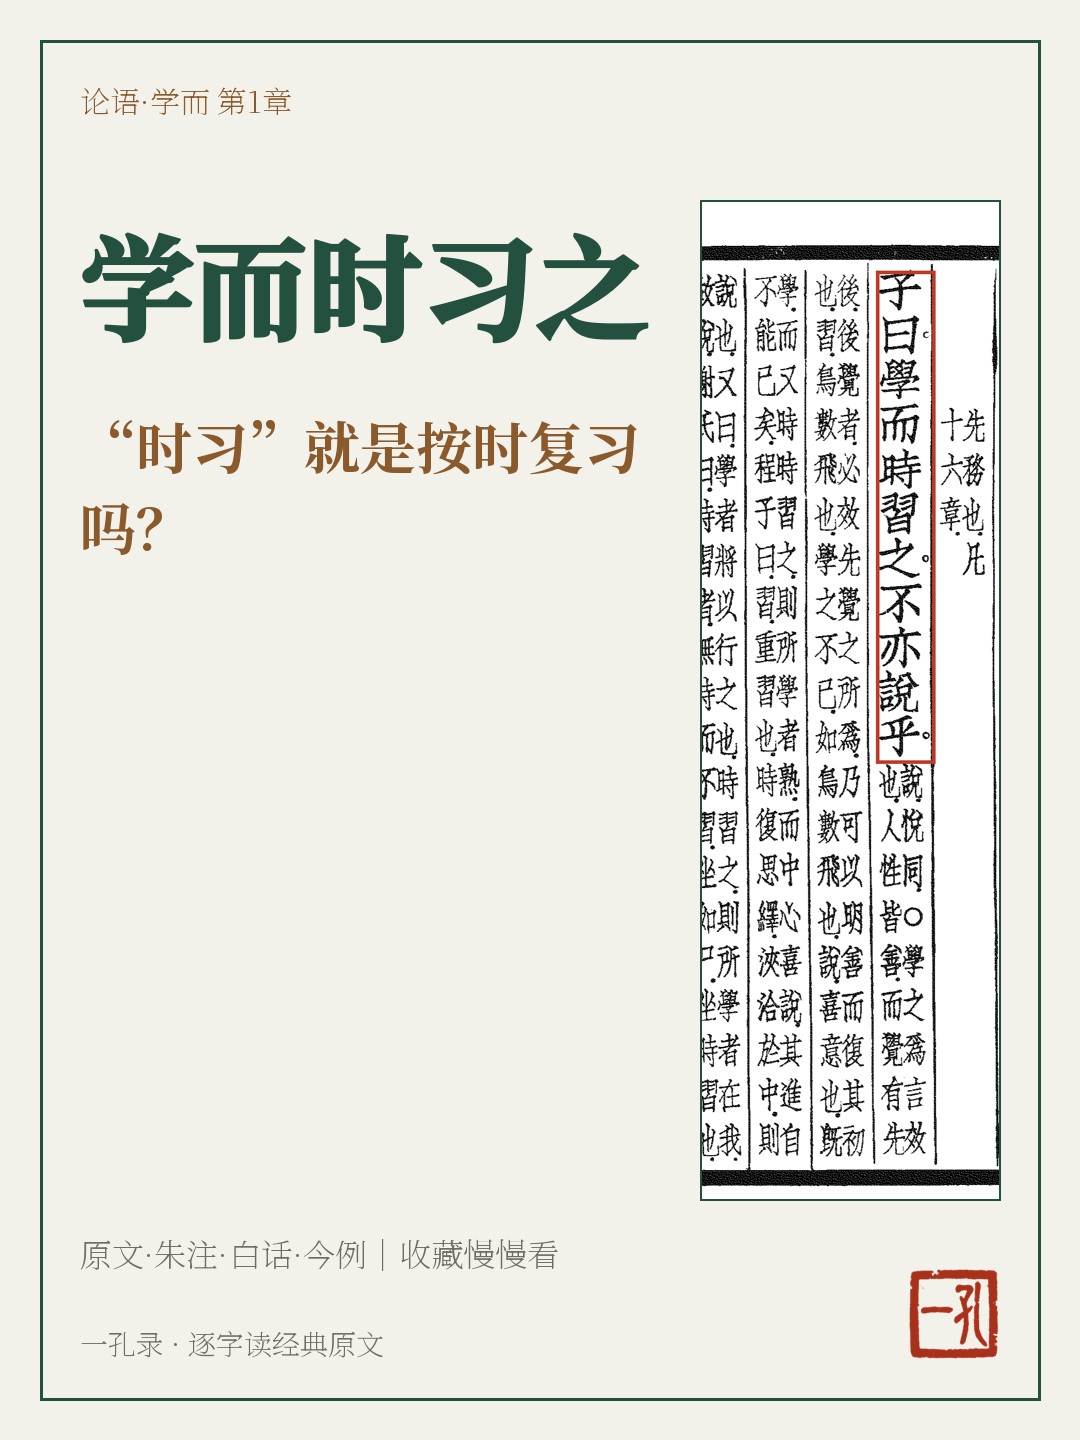 论语·学而 第1章
学而时习之
“时习”就是按时复习
吗？
先務也凡
十六章
子曰學而時習之不亦說乎
說悅同○學之爲言效
也人性皆善而覺有先
後後覺者必效先覺之所爲乃可以明善而復其初
也習鳥數飛也學之不已如鳥數飛也說喜意也既
學而又時時習之則所學者熟而中心喜說其進自
不能已矣程子曰習重習也時復思繹浹洽於中則
說也又曰學者將以行之也時習之則所學者在我
原文·朱注·白话·今例｜收藏慢慢看
一孔录 · 逐字读经典原文
一孔